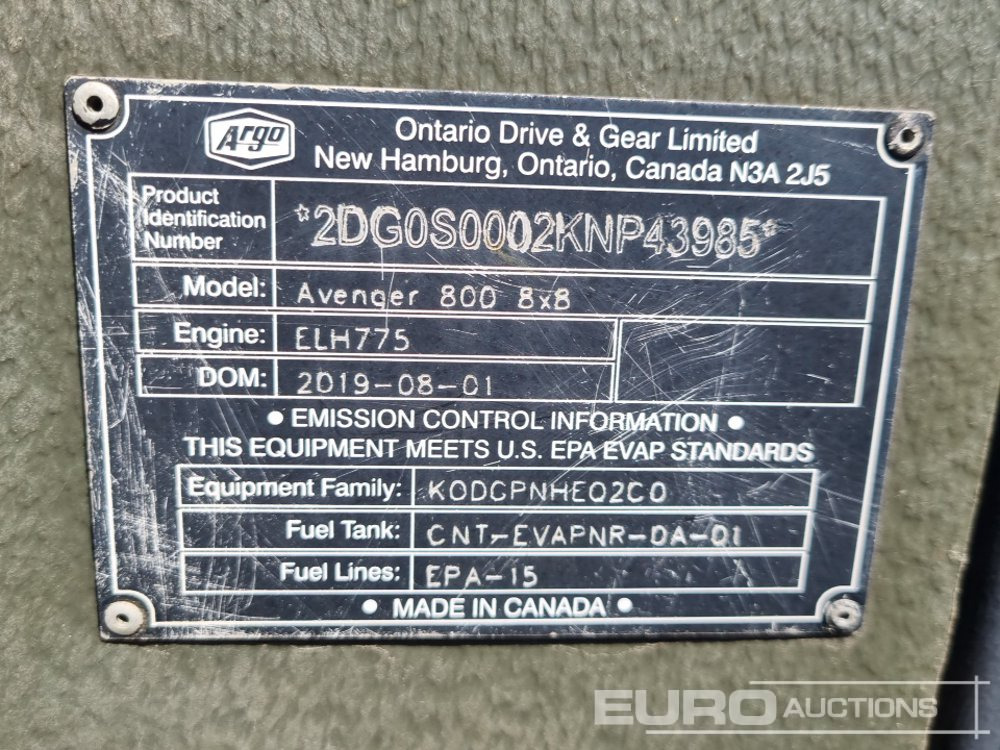 Argo
Ontario Drive & Gear Limited
New Hamburg, Ontario, Canada N3A 2J5
Product
Identification
Number
*2DG0S0002KNP43985*
Model: Avenger 800 8x8
Engine: ELH775
DOM: 2019-08-01
• EMISSION CONTROL INFORMATION •
THIS EQUIPMENT MEETS U.S. EPA EVAP STANDARDS
Equipment Family: KODGPNHEQ2C0
Fuel Tank: CNT-EVAPNR-DA-01
Fuel Lines: EPA-15
• MADE IN CANADA •
EURO AUCTIONS